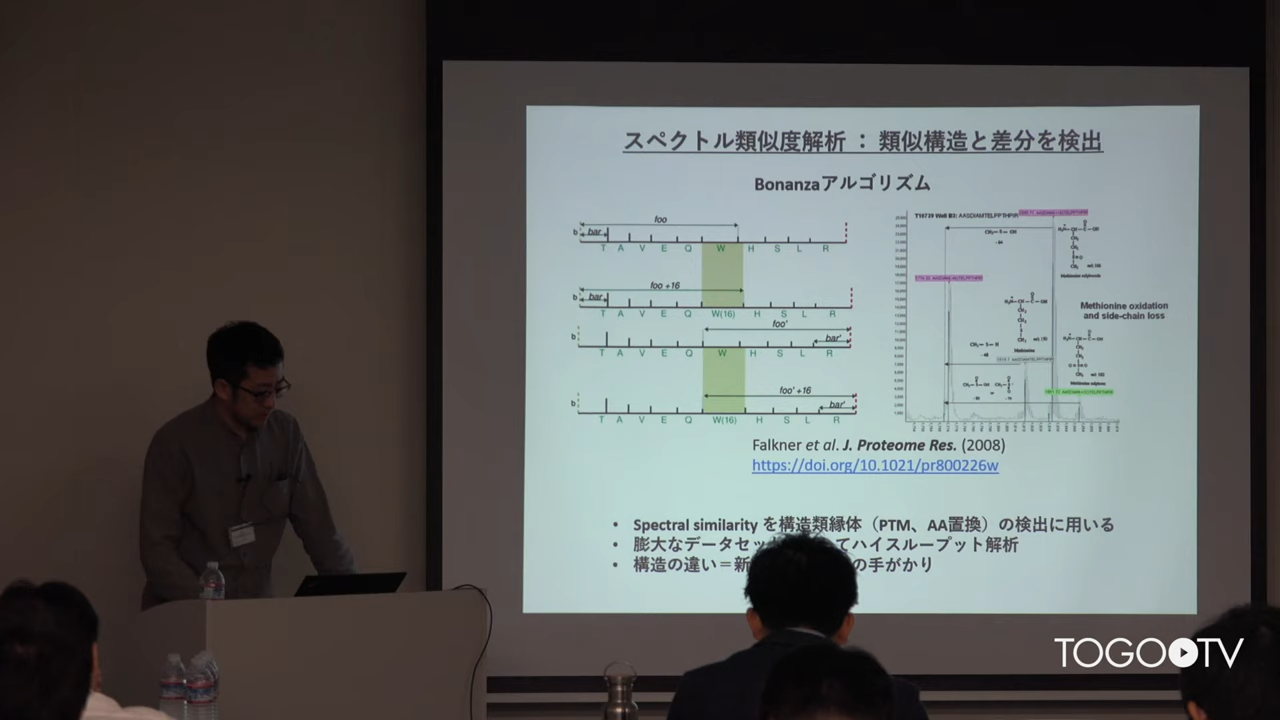 スペクトル類似度解析 ： 類似構造と差分を検出
Bonanzaアルゴリズム
foo
b bar
T A V E Q W H S L R
foo +16
b bar
T A V E Q W(16) H S L R
foo'
b bar'
T A V E Q W H S L R
foo' +16
b bar'
T A V E Q W(16) H S L R
Methionine oxidation
and side-chain loss
Falkner et al. J. Proteome Res. (2008)
https://doi.org/10.1021/pr800226w
• Spectral similarity を構造類縁体（PTM、AA置換）の検出に用いる
• 膨大なデータセッ てハイスループット解析
• 構造の違い＝新 の手がかり
TOGOTV